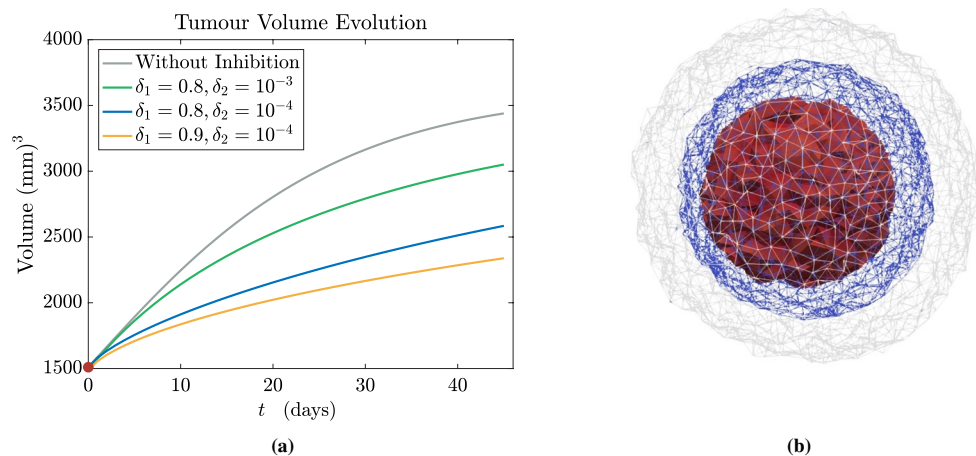 Tumour Volume Evolution
4000
3500
3000
2500
2000
1500
Volume (mm)³
Without Inhibition
δ₁ = 0.8, δ₂ = 10⁻³
δ₁ = 0.8, δ₂ = 10⁻⁴
δ₁ = 0.9, δ₂ = 10⁻⁴
0 10 20 30 40
t (days)
(a)
(b)